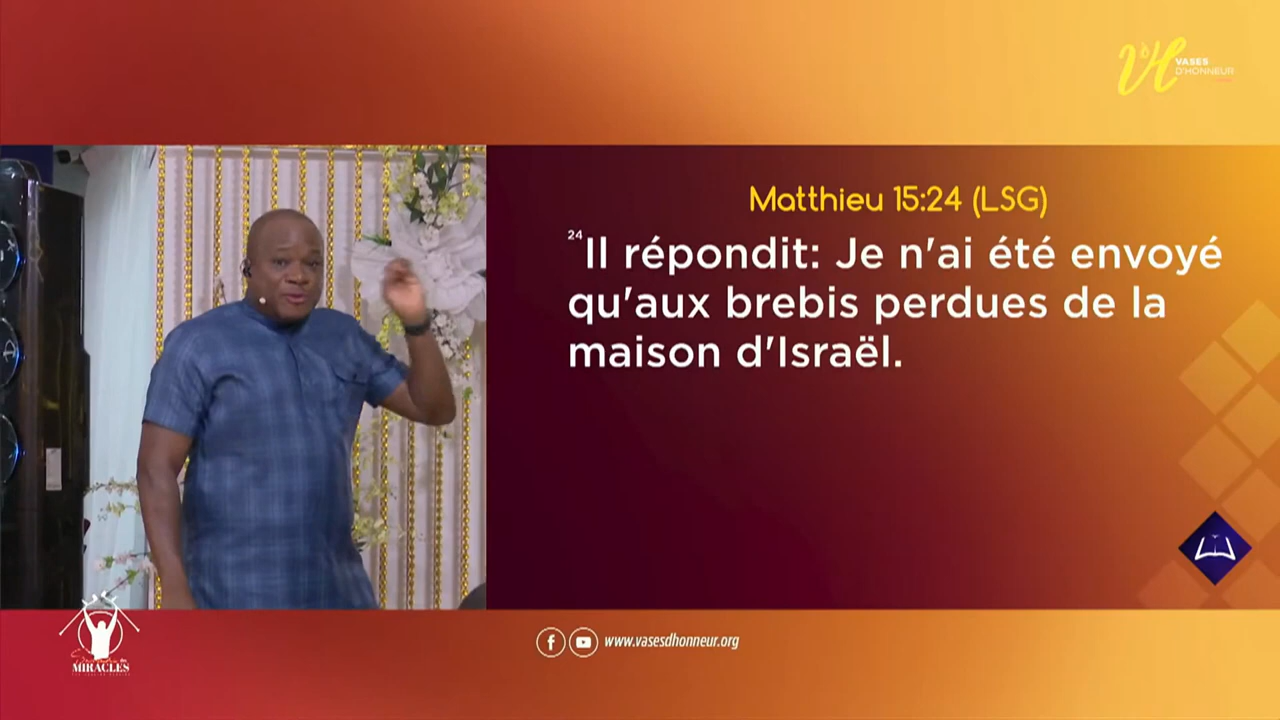 VASES
D'HONNEUR
Matthieu 15:24 (LSG)
24 Il répondit: Je n'ai été envoyé
qu'aux brebis perdues de la
maison d'Israël.
MIRACLES
www.vasesdhonneur.org